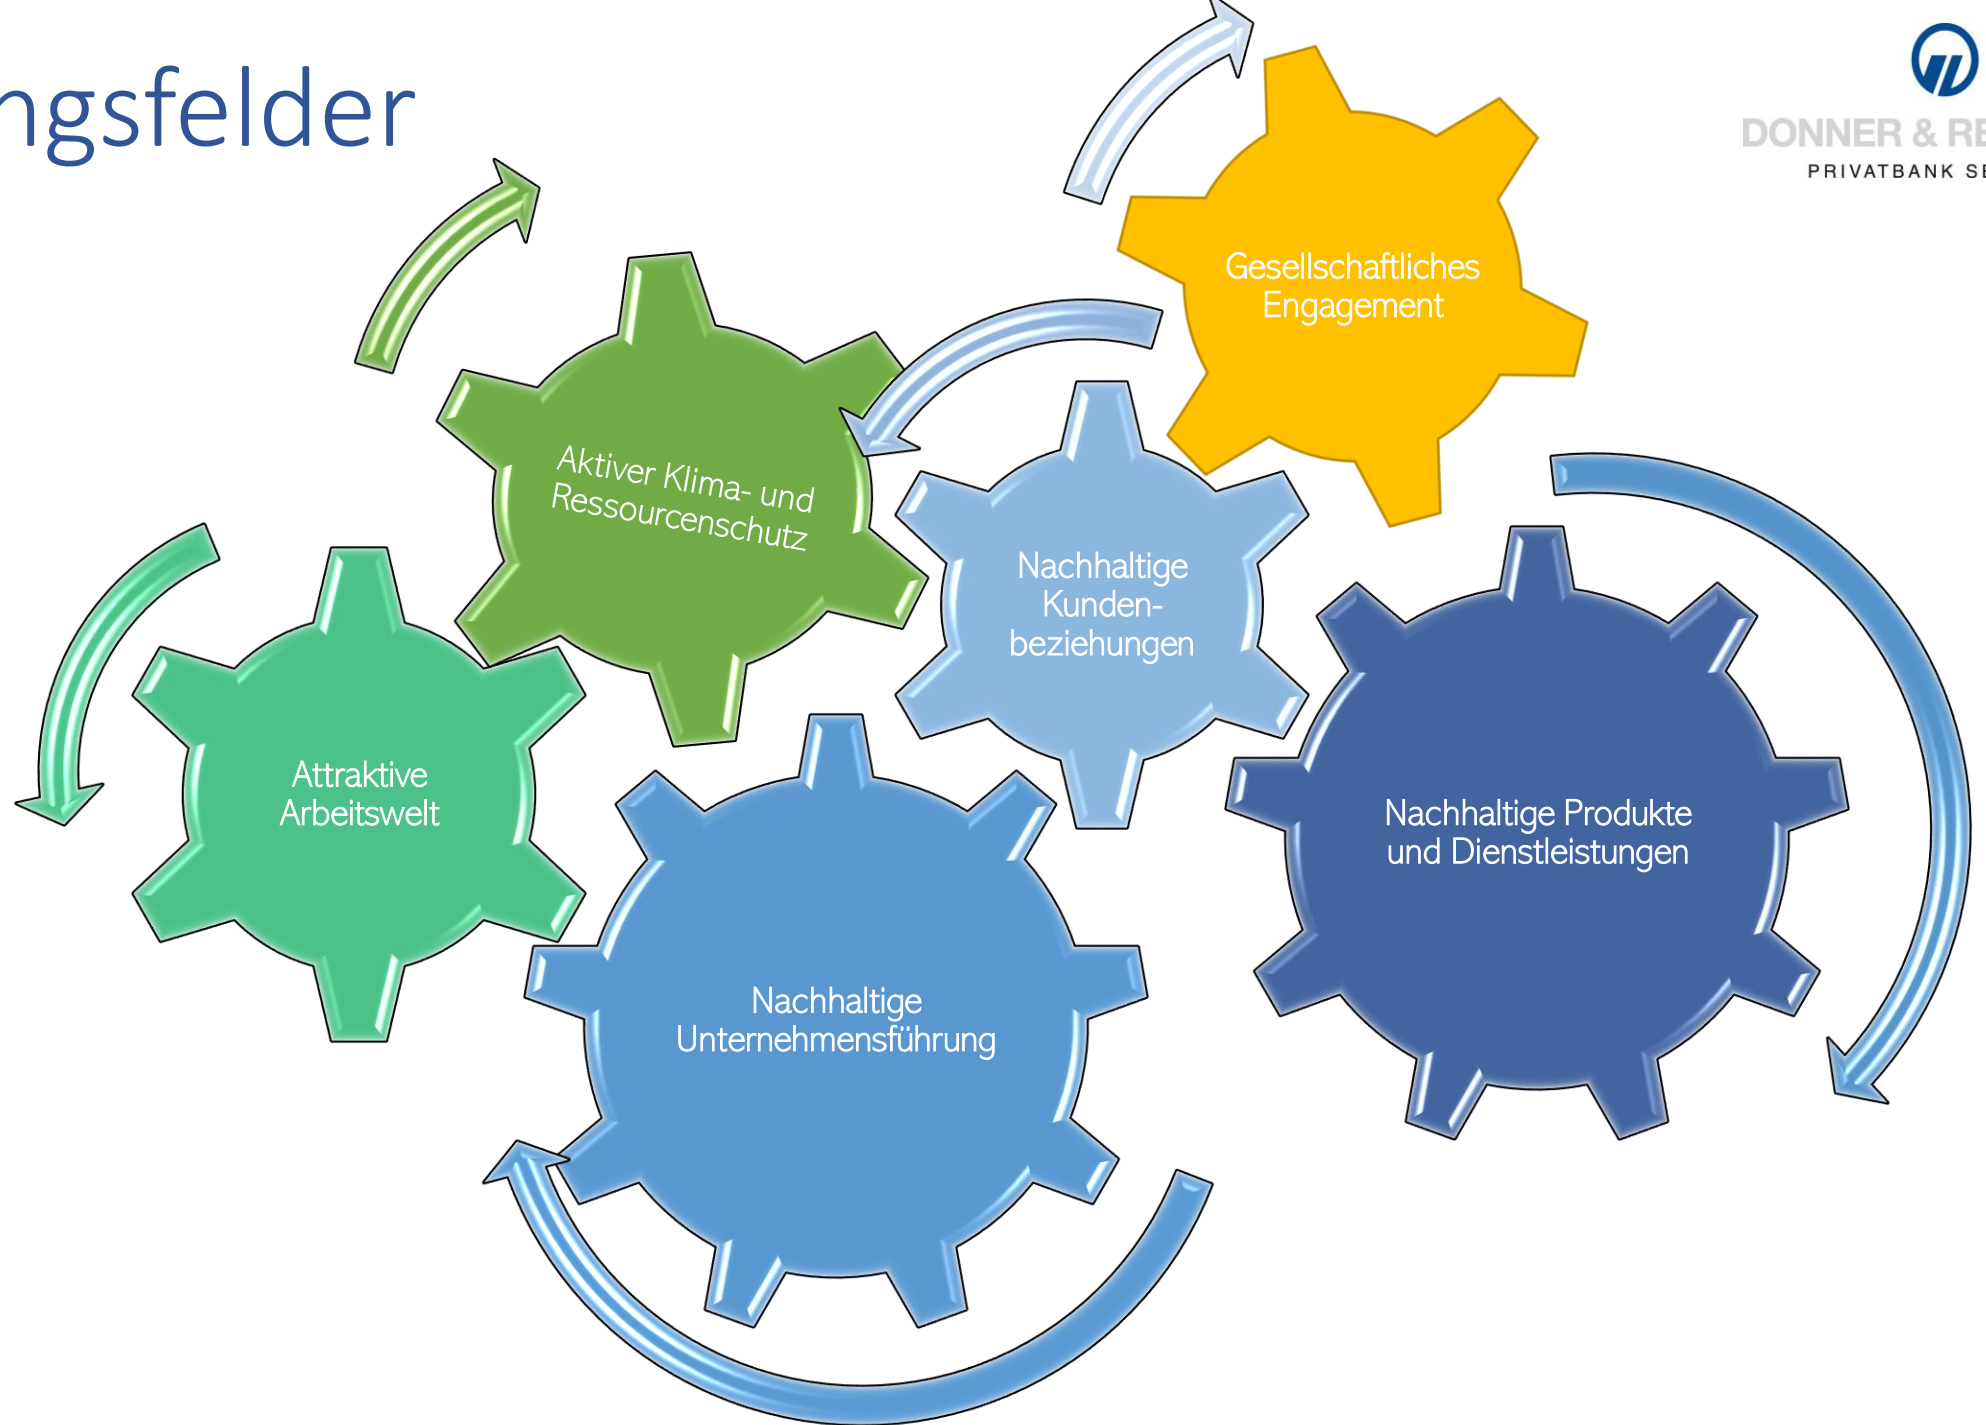 ngsfelder
DONNER & RE
PRIVATBANK SE
Gesellschaftliches
Engagement
Aktiver Klima- und
Ressourcenschutz
Nachhaltige
Kunden-
beziehungen
Attraktive
Arbeitswelt
Nachhaltige Produkte
und Dienstleistungen
Nachhaltige
Unternehmensführung